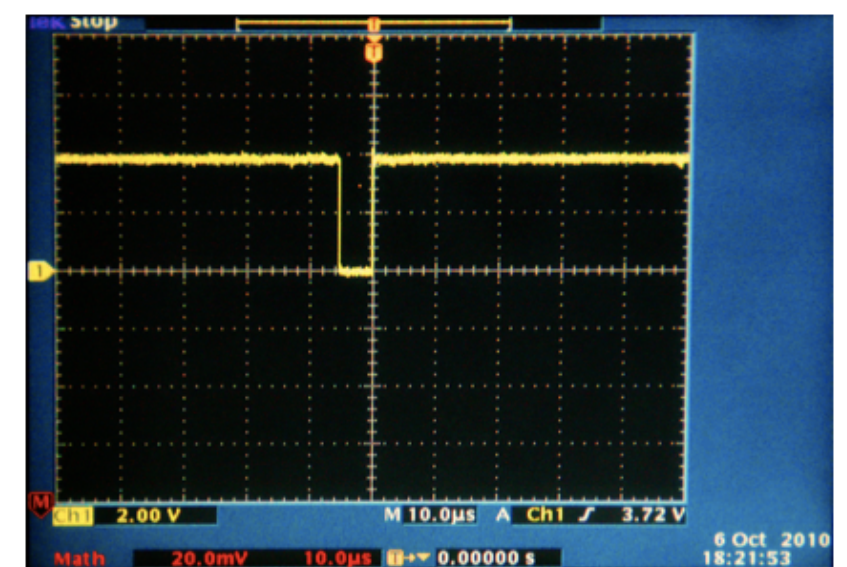 Tek Stop
T
T
1
M
Ch1 2.00 V M 10.0µs A Ch1 ʃ 3.72 V
6 Oct 2010
Math 20.0mV 10.0µs T→▼ 0.00000 s 18:21:53